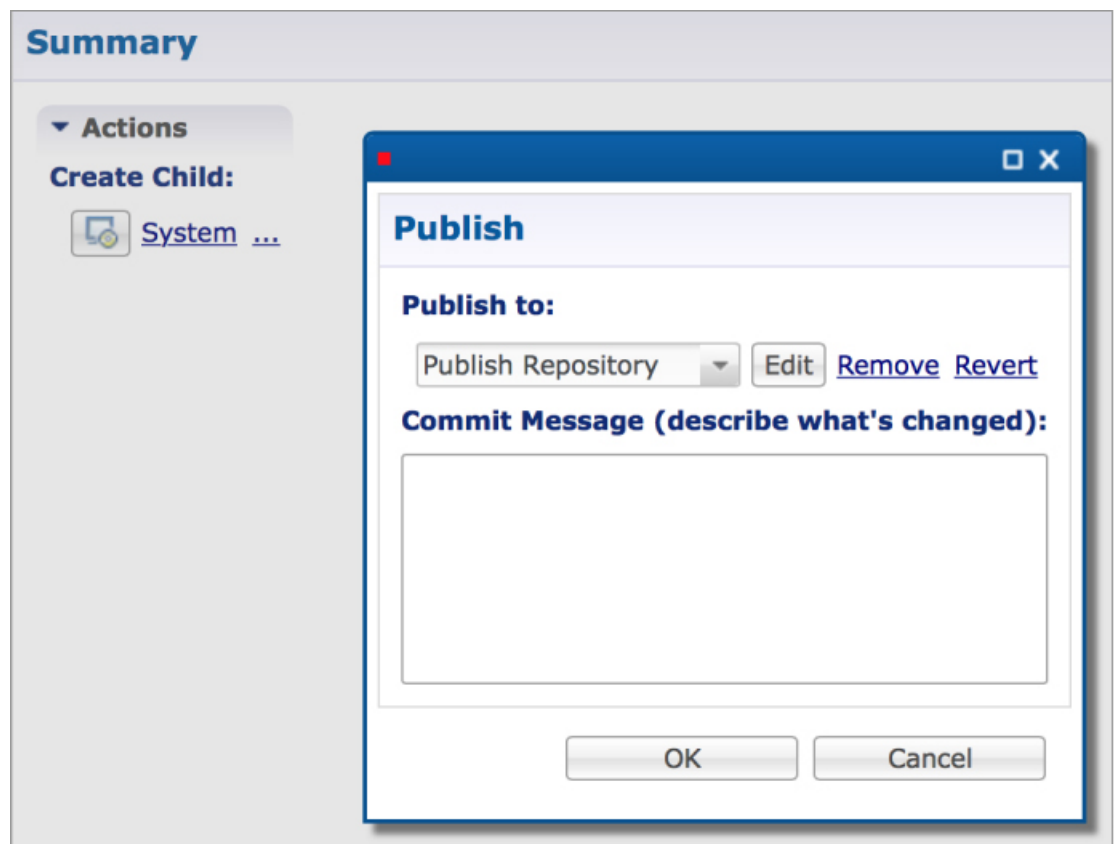 Summary
Actions
Create Child:
System ...
Publish
Publish to:
Publish Repository Edit Remove Revert
Commit Message (describe what's changed):
OK Cancel